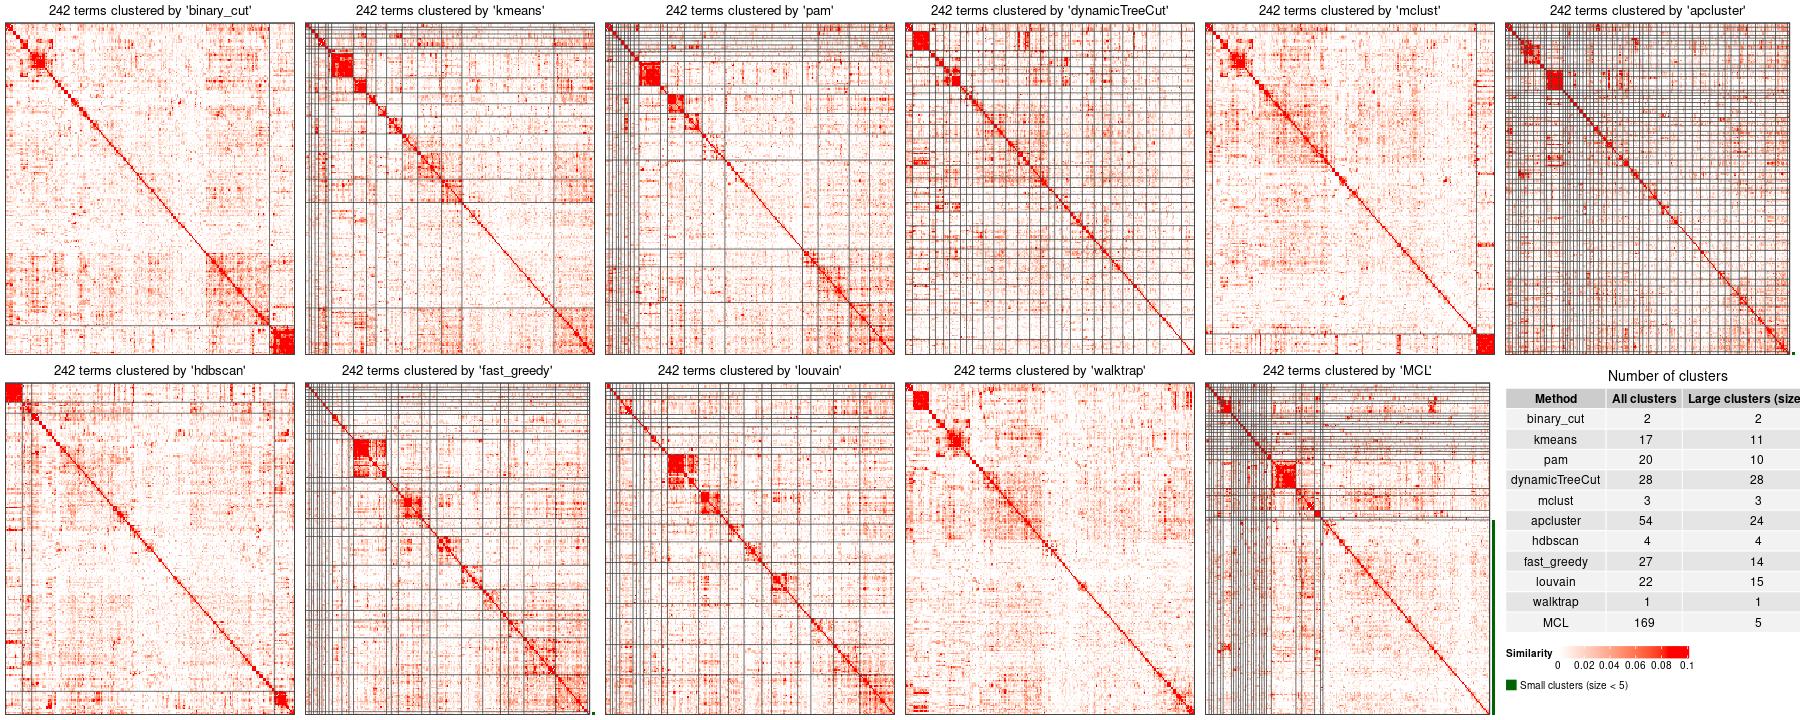 242 terms clustered by 'binary_cut'
242 terms clustered by 'kmeans'
242 terms clustered by 'pam'
242 terms clustered by 'dynamicTreeCut'
242 terms clustered by 'mclust'
242 terms clustered by 'apcluster'
242 terms clustered by 'hdbscan'
242 terms clustered by 'fast_greedy'
242 terms clustered by 'louvain'
242 terms clustered by 'walktrap'
242 terms clustered by 'MCL'
Number of clusters
Method All clusters Large clusters (size
binary_cut 2 2
kmeans 17 11
pam 20 10
dynamicTreeCut 28 28
mclust 3 3
apcluster 54 24
hdbscan 4 4
fast_greedy 27 14
louvain 22 15
walktrap 1 1
MCL 169 5
Similarity
0 0.02 0.04 0.06 0.08 0.1
Small clusters (size < 5)